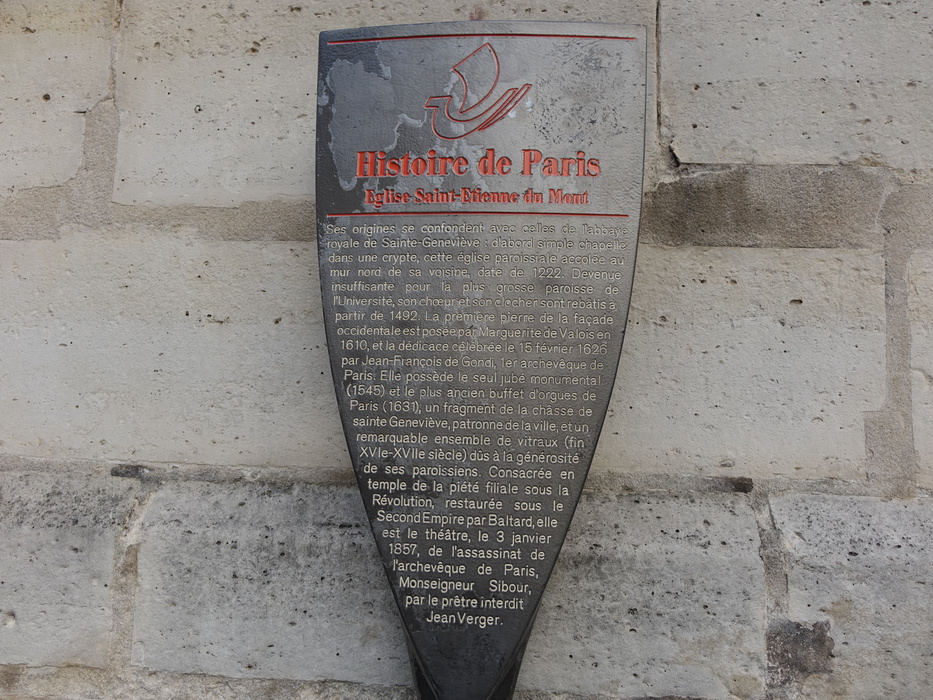 Histoire de Paris
Eglise Saint-Etienne du Mont
Ses origines se confondent avec celles de l'abbaye
royale de Sainte-Geneviève : d'abord simple chapelle
dans une crypte, cette église paroissiale accolée au
mur nord de sa voisine, date de 1222. Devenue
insuffisante pour la plus grosse paroisse de
l'Université, son chœur et son clocher sont rebâtis à
partir de 1492. La première pierre de la façade
occidentale est posée par Marguerite de Valois en
1610, et la dédicace célébrée le 15 février 1626
par Jean-François de Gondi, 1er archevêque de
Paris. Elle possède le seul jubé monumental
(1545) et le plus ancien buffet d'orgues de
Paris (1631), un fragment de la châsse de
sainte Geneviève, patronne de la ville, et un
remarquable ensemble de vitraux (fin
XVIe-XVIIe siècle) dûs à la générosité
de ses paroissiens. Consacrée en
temple de la piété filiale sous la
Révolution, restaurée sous le
Second Empire par Baltard, elle
est le théâtre, le 3 janvier
1857, de l'assassinat de
l'archevêque de Paris,
Monseigneur Sibour,
par le prêtre interdit
Jean Verger.